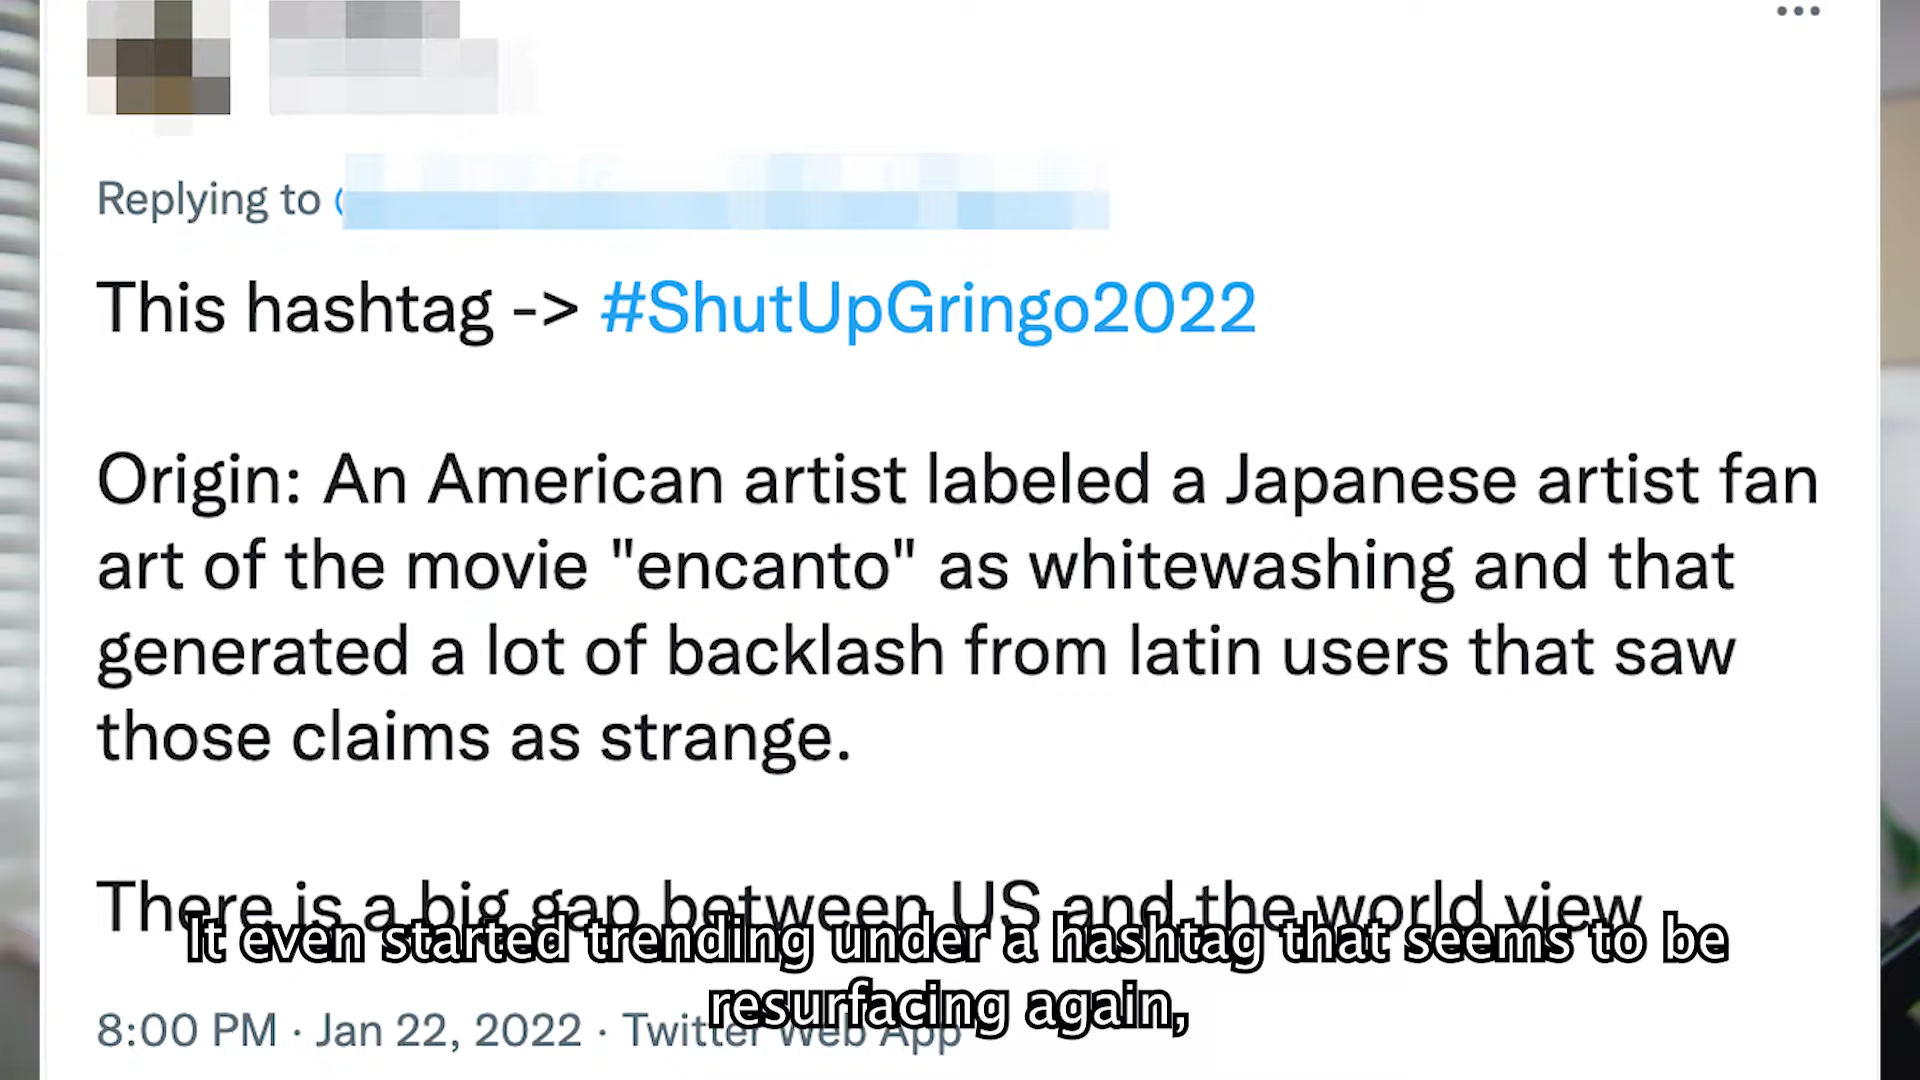 Replying to
This hashtag -> #ShutUpGringo2022
Origin: An American artist labeled a Japanese artist fan
art of the movie "encanto" as whitewashing and that
generated a lot of backlash from latin users that saw
those claims as strange.
There is a big gap between US and the world view
It even started trending under a hashtag that seems to be
resurfacing again,
8:00 PM · Jan 22, 2022 · Twitter Web App